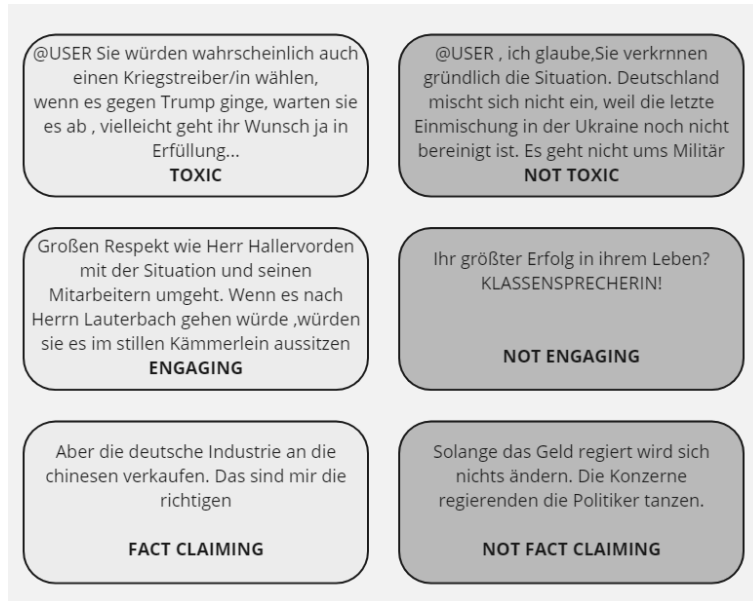 @USER Sie würden wahrscheinlich auch
einen Kriegstreiber/in wählen,
wenn es gegen Trump ginge, warten sie
es ab , vielleicht geht ihr Wunsch ja in
Erfüllung...
TOXIC
@USER , ich glaube,Sie verkrnnen
gründlich die Situation. Deutschland
mischt sich nicht ein, weil die letzte
Einmischung in der Ukraine noch nicht
bereinigt ist. Es geht nicht ums Militär
NOT TOXIC
Großen Respekt wie Herr Hallervorden
mit der Situation und seinen
Mitarbeitern umgeht. Wenn es nach
Herrn Lauterbach gehen würde ,würden
sie es im stillen Kämmerlein aussitzen
ENGAGING
Ihr größter Erfolg in ihrem Leben?
KLASSENSPRECHERIN!
NOT ENGAGING
Aber die deutsche Industrie an die
chinesen verkaufen. Das sind mir die
richtigen
FACT CLAIMING
Solange das Geld regiert wird sich
nichts ändern. Die Konzerne
regierenden die Politiker tanzen.
NOT FACT CLAIMING